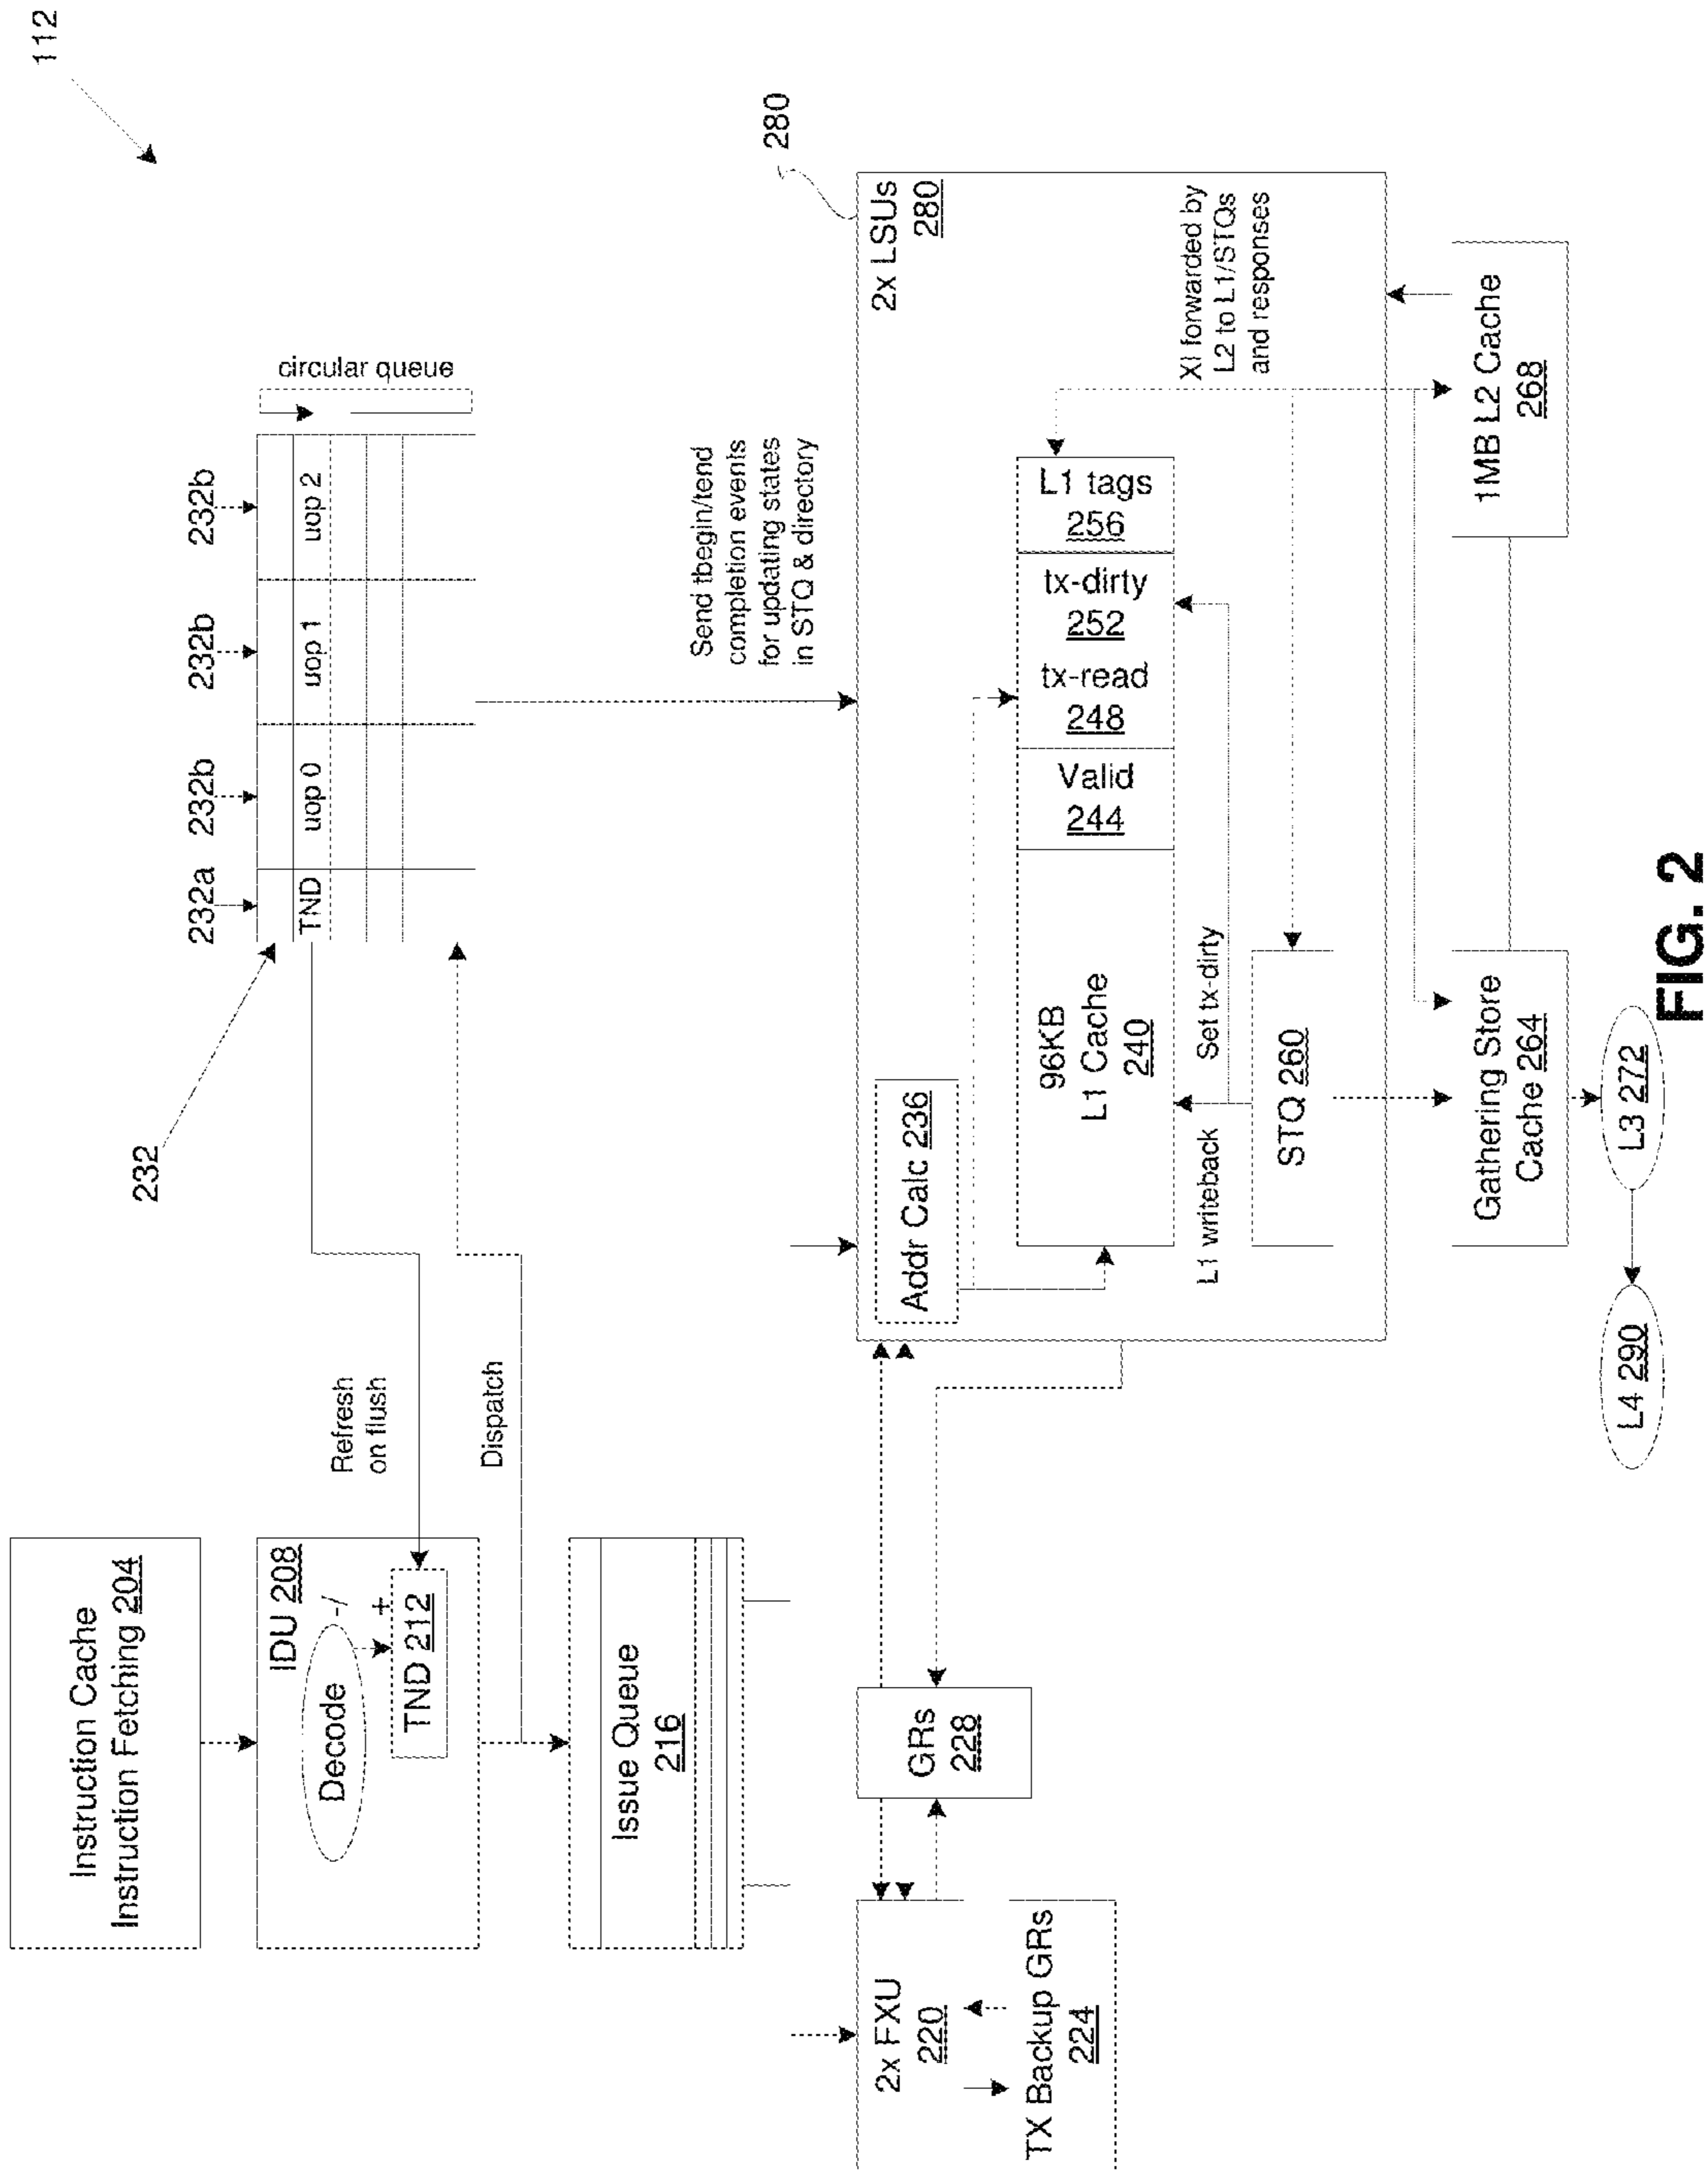 112
Instruction Cache
Instruction Fetching 204
IDU 208
Decode
-/
+
TND 212
Refresh
on flush
Dispatch
Issue Queue
216
232
232a
232b
232b
232b
TND
uop 0
uop 1
uop 2
circular queue
Send tbegin/tend
completion events
for updating states
in STQ & directory
2x FXU
220
TX Backup GRs
224
GRs
228
280
2x LSUs
280
Addr Calc 236
96KB
L1 Cache
240
Valid
244
tx-read
248
tx-dirty
252
L1 tags
256
L1 writeback
Set tx-dirty
XI forwarded by
L2 to L1/STQs
and responses
STQ 260
Gathering Store
Cache 264
1MB L2 Cache
268
L4 290
L3 272
FIG. 2